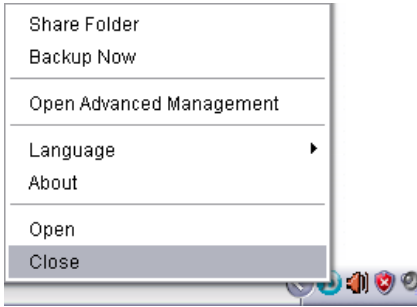 Share Folder
Backup Now
Open Advanced Management
Language
About
Open
Close